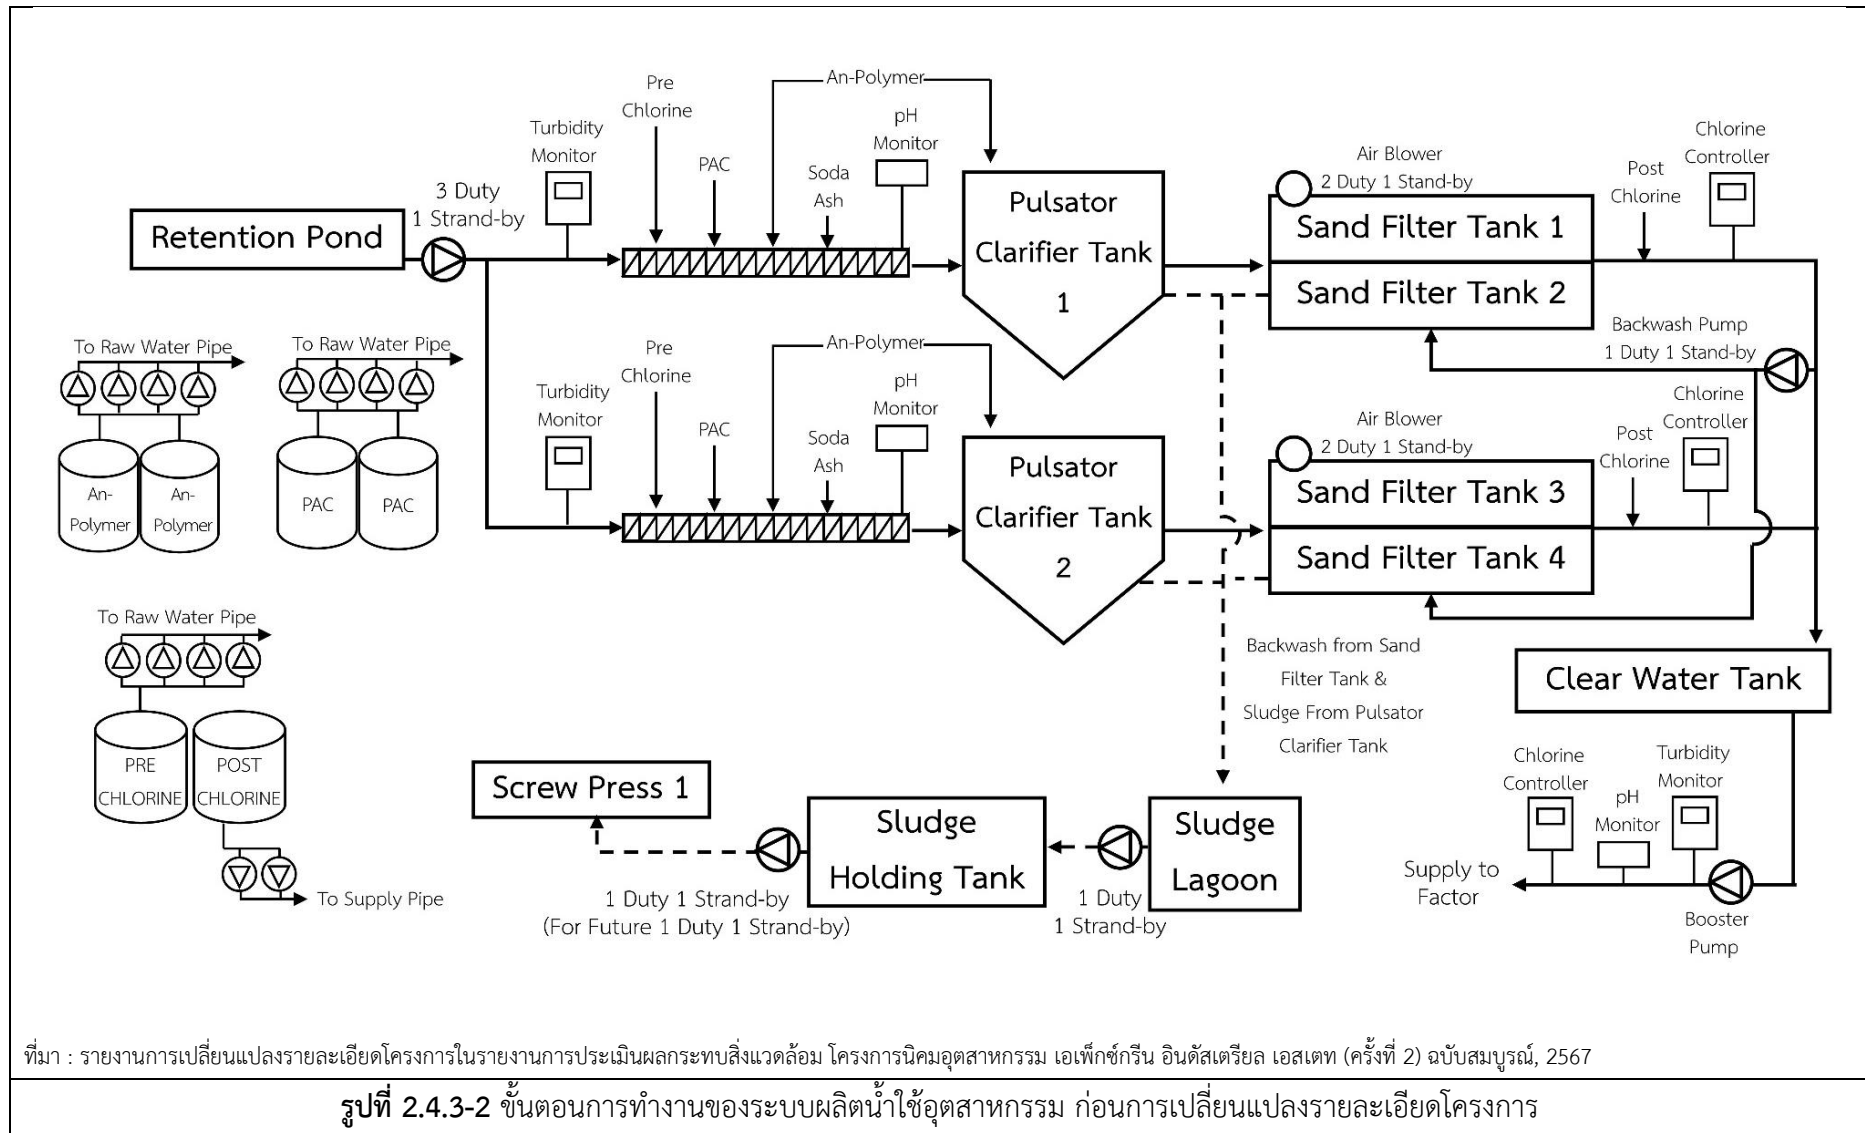 Pre
Chlorine
An-Polymer
Turbidity
Monitor
PAC
Soda
Ash
pH
Monitor
3 Duty
1 Strand-by
Retention Pond
Pulsator
Clarifier Tank
1
Air Blower
2 Duty 1 Stand-by
Sand Filter Tank 1
Sand Filter Tank 2
Post
Chlorine
Chlorine
Controller
Backwash Pump
1 Duty 1 Stand-by
To Raw Water Pipe
An-
Polymer
An-
Polymer
To Raw Water Pipe
PAC
PAC
Turbidity
Monitor
Pre
Chlorine
PAC
An-Polymer
Soda
Ash
pH
Monitor
Pulsator
Clarifier Tank
2
Air Blower
2 Duty 1 Stand-by
Sand Filter Tank 3
Sand Filter Tank 4
Post
Chlorine
Chlorine
Controller
To Raw Water Pipe
PRE
CHLORINE
POST
CHLORINE
To Supply Pipe
Backwash from Sand
Filter Tank &
Sludge From Pulsator
Clarifier Tank
Clear Water Tank
Screw Press 1
Sludge
Holding Tank
Sludge
Lagoon
1 Duty 1 Strand-by
(For Future 1 Duty 1 Strand-by)
1 Duty
1 Strand-by
Chlorine
Controller
pH
Monitor
Turbidity
Monitor
Supply to
Factor
Booster
Pump
ที่มา : รายงานการเปลี่ยนแปลงรายละเอียดโครงการในรายงานการประเมินผลกระทบสิ่งแวดล้อม โครงการนิคมอุตสาหกรรม เอเพ็กซ์กรีน อินดัสเตรียล เอสเตท (ครั้งที่ 2) ฉบับสมบูรณ์, 2567
รูปที่ 2.4.3-2 ขั้นตอนการทำงานของระบบผลิตน้ำใช้อุตสาหกรรม ก่อนการเปลี่ยนแปลงรายละเอียดโครงการ